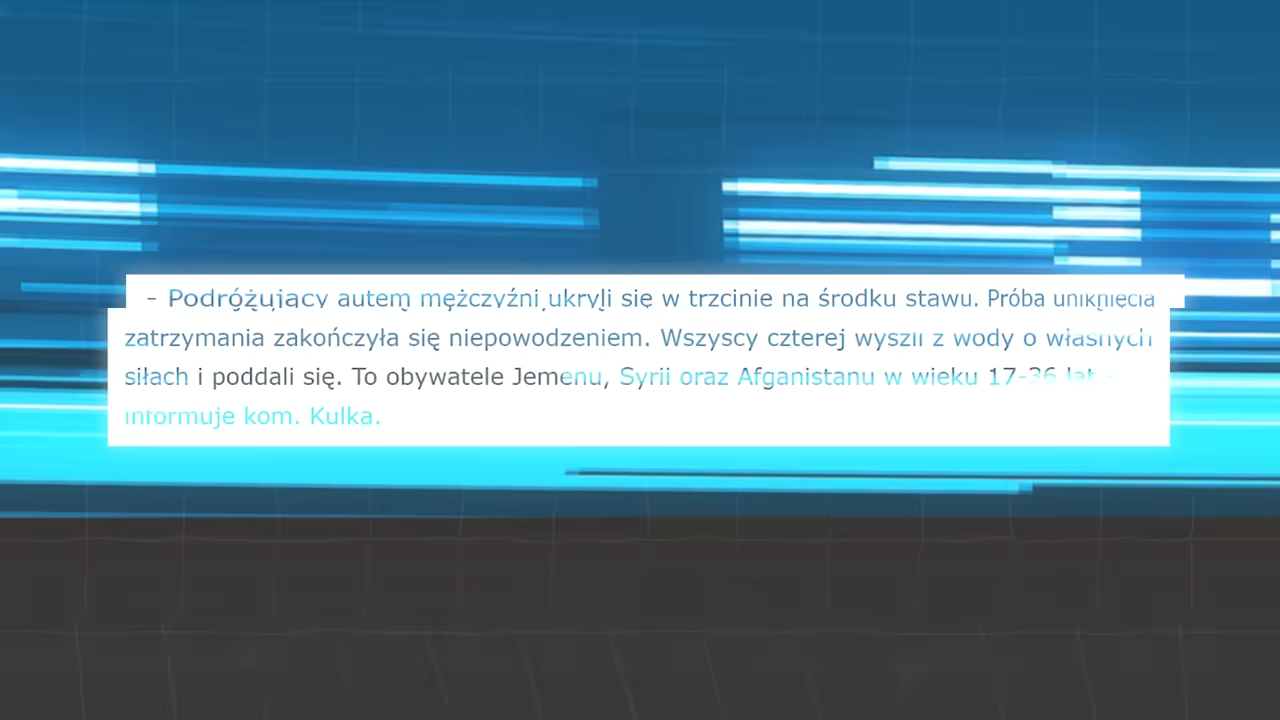 - Podróżujący autem mężczyźni ukryli się w trzcinie na środku stawu. Próba uniknięcia
zatrzymania zakończyła się niepowodzeniem. Wszyscy czterej wyszli z wody o własnych
siłach i poddali się. To obywatele Jemenu, Syrii oraz Afganistanu w wieku 17-36 lat -
informuje kom. Kulka.